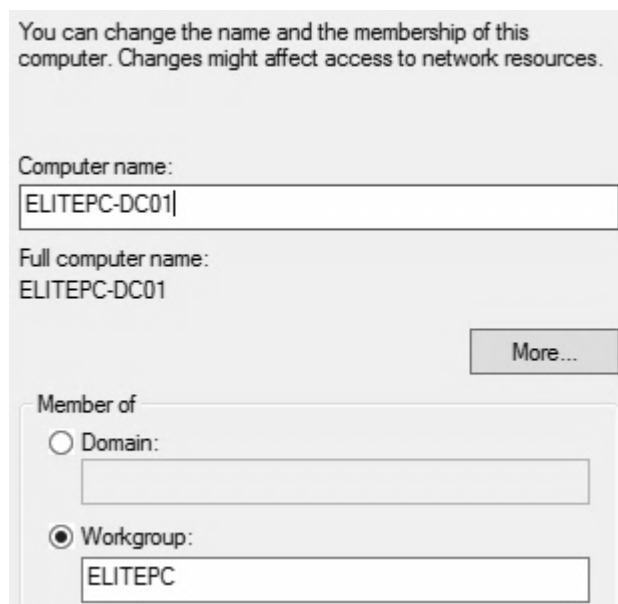 You can change the name and the membership of this
computer. Changes might affect access to network resources.
Computer name:
ELITEPC-DC01
Full computer name:
ELITEPC-DC01
More...
Member of
Domain:
Workgroup:
ELITEPC